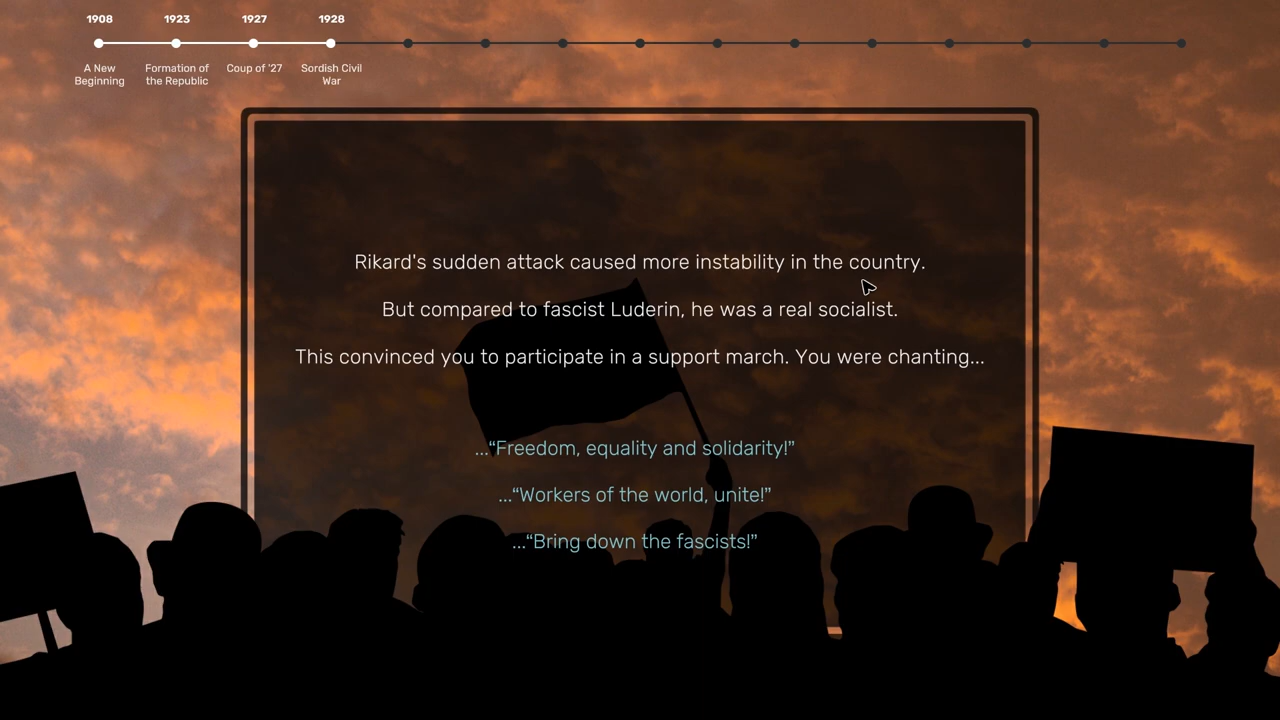 1908
1923
1927
1928
A New
Beginning
Formation of
the Republic
Coup of '27
Sordish Civil
War
Rikard's sudden attack caused more instability in the country.
But compared to fascist Luderin, he was a real socialist.
This convinced you to participate in a support march. You were chanting...
...“Freedom, equality and solidarity!”
...“Workers of the world, unite!”
...“Bring down the fascists!”